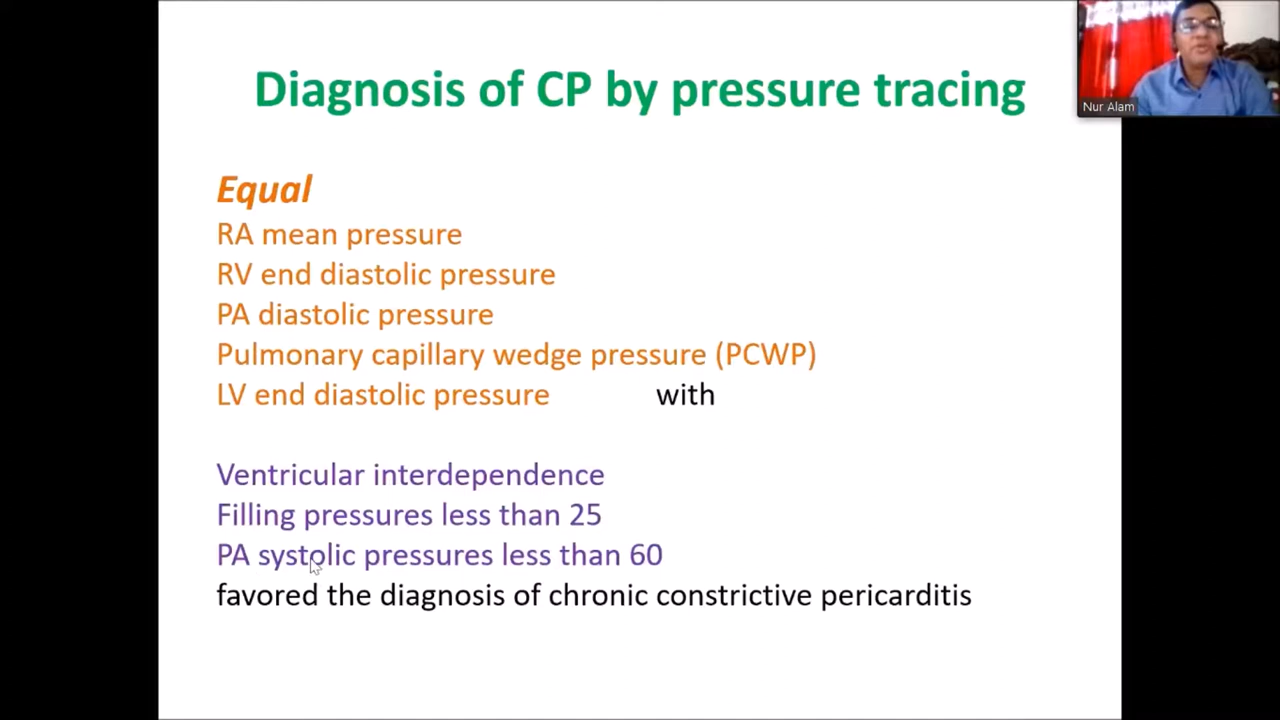 Diagnosis of CP by pressure tracing
Nur Alam
Equal
RA mean pressure
RV end diastolic pressure
PA diastolic pressure
Pulmonary capillary wedge pressure (PCWP)
LV end diastolic pressure with
Ventricular interdependence
Filling pressures less than 25
PA systolic pressures less than 60
favored the diagnosis of chronic constrictive pericarditis